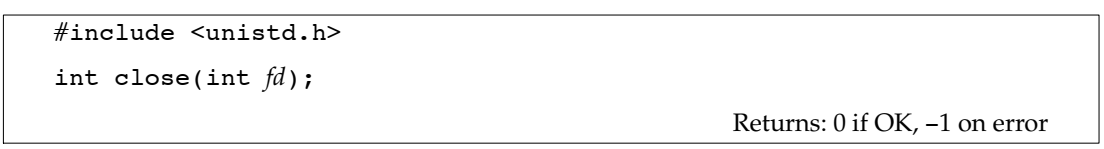 #include <unistd.h>
int close(int fd);
Returns: 0 if OK, –1 on error